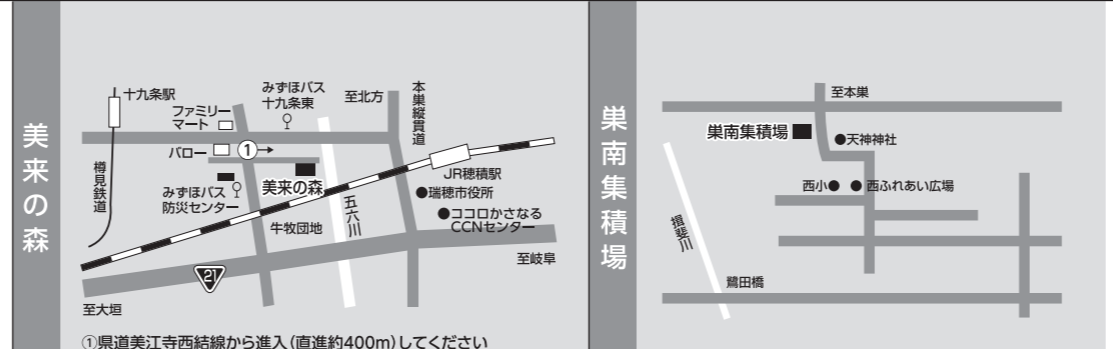 美来の森
十九条駅
ファミリー
マート
みずほバス
十九条東
至北方
本巣縦貫道
バロー
①→
樽見鉄道
みずほバス
防災センター
美来の森
JR穂積駅
●瑞穂市役所
●ココロかさなる
CCNセンター
牛牧団地
五六川
21
至岐阜
至大垣
①県道美江寺西結線から進入(直進約400m)してください
巣南集積場
至本巣
巣南集積場
●天神神社
西小●
●西ふれあい広場
揖斐川
鷺田橋